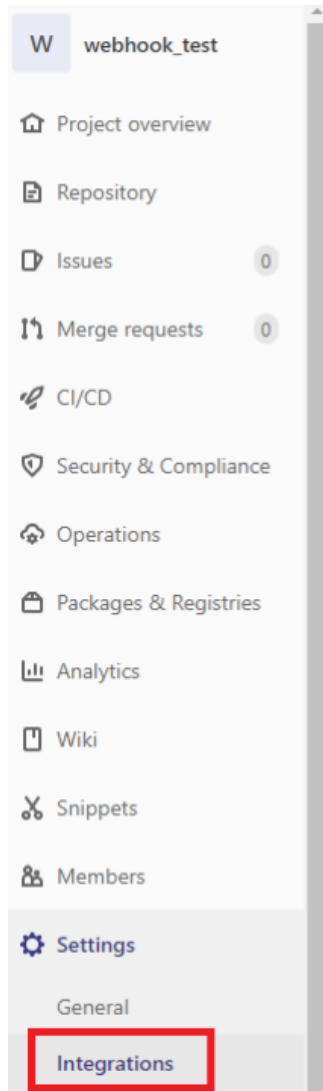 W webhook_test
Project overview
Repository
Issues 0
Merge requests 0
CI/CD
Security & Compliance
Operations
Packages & Registries
Analytics
Wiki
Snippets
Members
Settings
General
Integrations